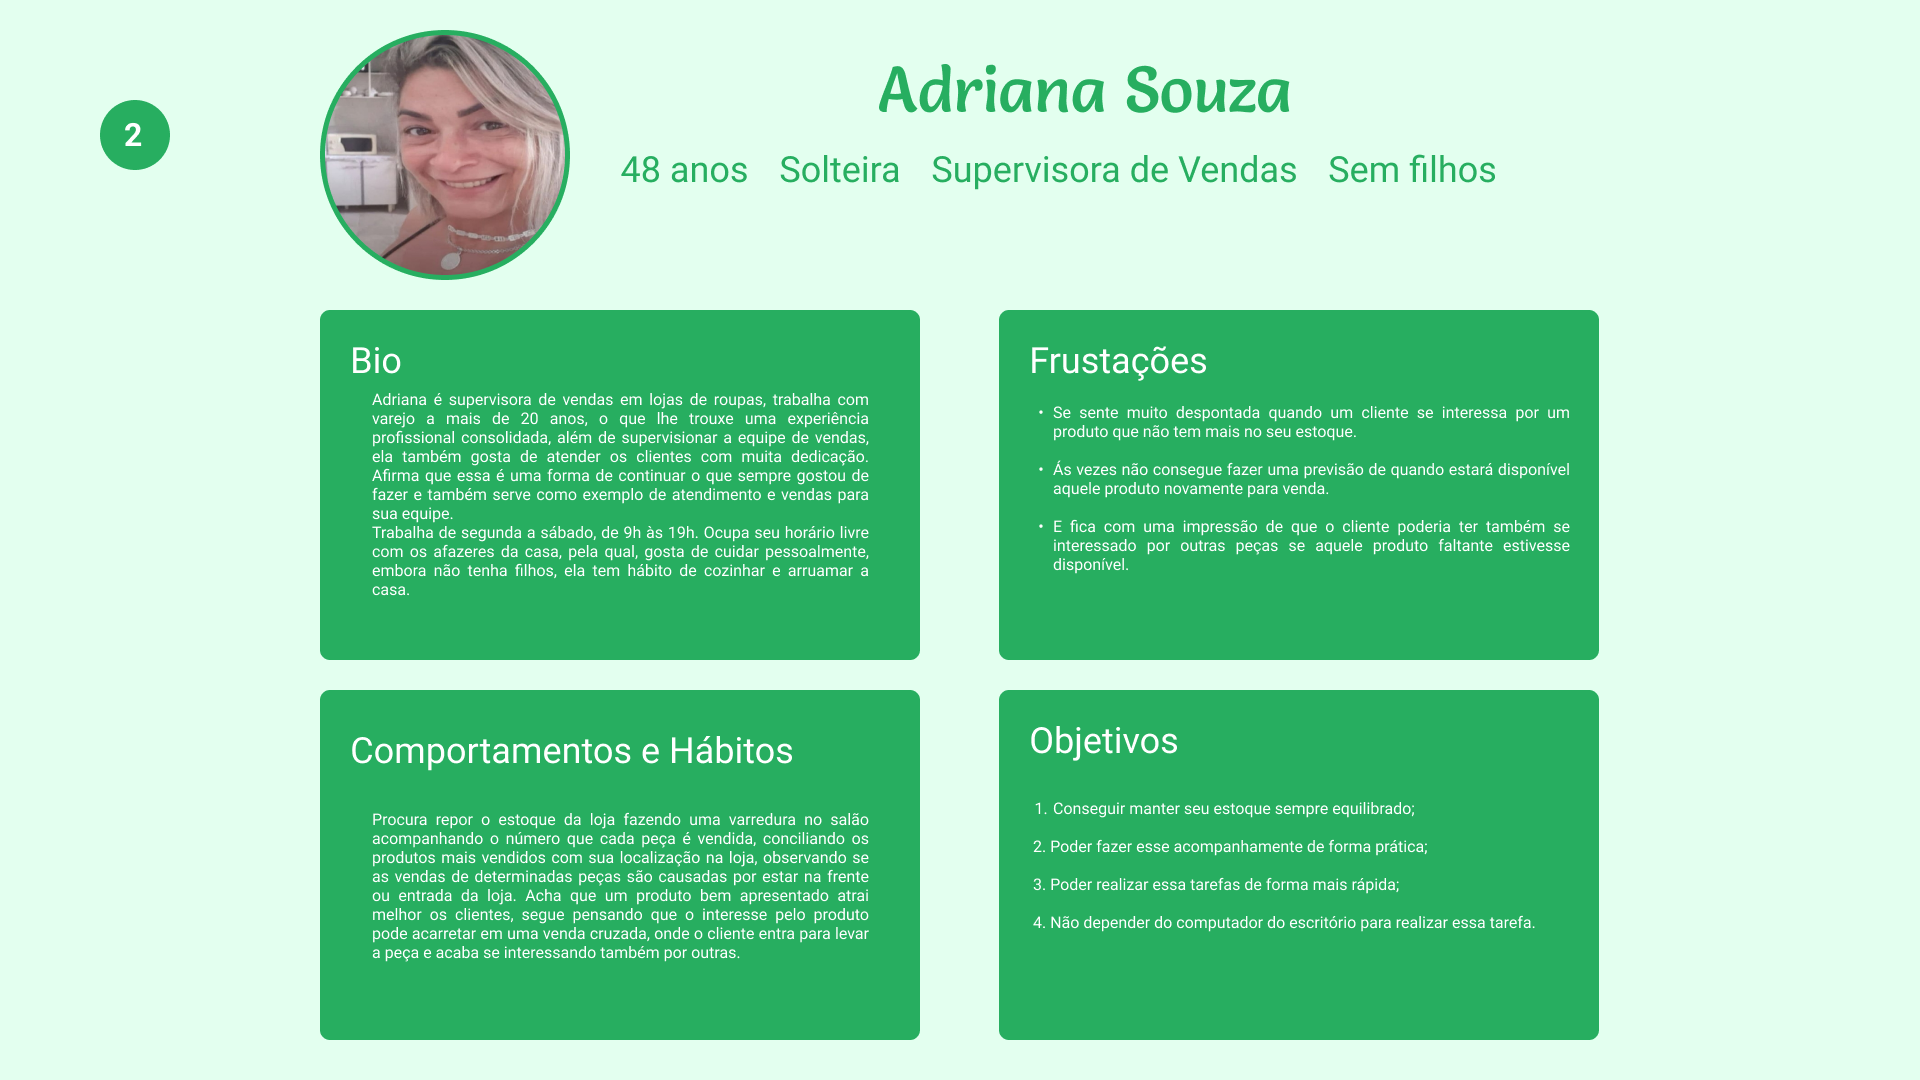 2
Adriana Souza
48 anos Solteira Supervisora de Vendas Sem filhos
Bio
Adriana é supervisora de vendas em lojas de roupas, trabalha com
varejo a mais de 20 anos, o que lhe trouxe uma experiência
profissional consolidada, além de supervisionar a equipe de vendas,
ela também gosta de atender os clientes com muita dedicação.
Afirma que essa é uma forma de continuar o que sempre gostou de
fazer e também serve como exemplo de atendimento e vendas para
sua equipe.
Trabalha de segunda a sábado, de 9h às 19h. Ocupa seu horário livre
com os afazeres da casa, pela qual, gosta de cuidar pessoalmente,
embora não tenha filhos, ela tem hábito de cozinhar e arruamar a
casa.
Frustações
• Se sente muito despontada quando um cliente se interessa por um
produto que não tem mais no seu estoque.
• Ás vezes não consegue fazer uma previsão de quando estará disponível
aquele produto novamente para venda.
• E fica com uma impressão de que o cliente poderia ter também se
interessado por outras peças se aquele produto faltante estivesse
disponível.
Comportamentos e Hábitos
Procura repor o estoque da loja fazendo uma varredura no salão
acompanhando o número que cada peça é vendida, conciliando os
produtos mais vendidos com sua localização na loja, observando se
as vendas de determinadas peças são causadas por estar na frente
ou entrada da loja. Acha que um produto bem apresentado atrai
melhor os clientes, segue pensando que o interesse pelo produto
pode acarretar em uma venda cruzada, onde o cliente entra para levar
a peça e acaba se interessando também por outras.
Objetivos
1. Conseguir manter seu estoque sempre equilibrado;
2. Poder fazer esse acompanhamente de forma prática;
3. Poder realizar essa tarefas de forma mais rápida;
4. Não depender do computador do escritório para realizar essa tarefa.